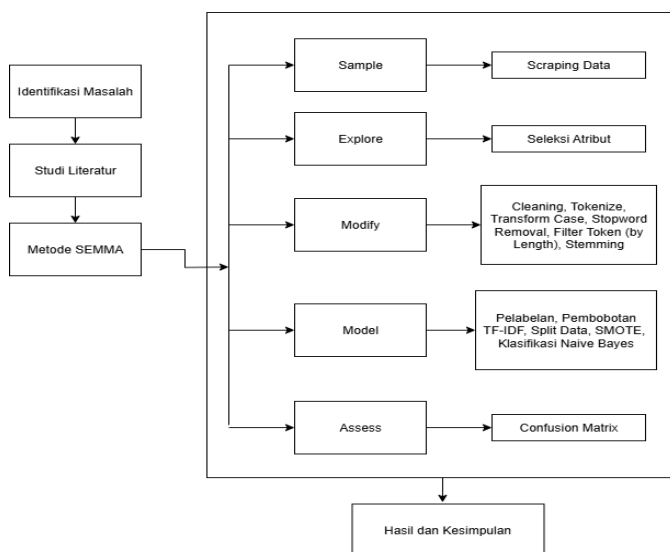 Identifikasi Masalah
Studi Literatur
Metode SEMMA
Sample
Scraping Data
Explore
Seleksi Atribut
Modify
Cleaning, Tokenize,
Transform Case, Stopword
Removal, Filter Token (by
Length), Stemming
Model
Pelabelan, Pembobotan
TF-IDF, Split Data, SMOTE,
Klasifikasi Naive Bayes
Assess
Confusion Matrix
Hasil dan Kesimpulan